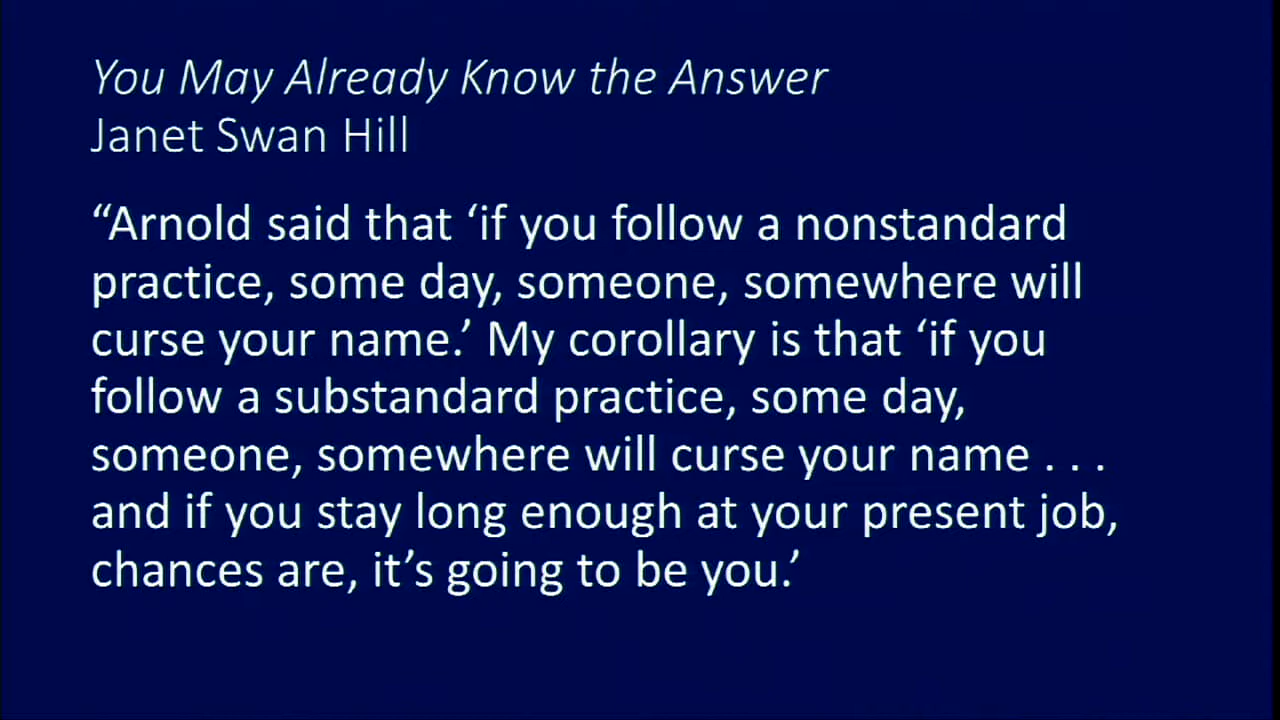 You May Already Know the Answer
Janet Swan Hill
“Arnold said that ‘if you follow a nonstandard
practice, some day, someone, somewhere will
curse your name.’ My corollary is that ‘if you
follow a substandard practice, some day,
someone, somewhere will curse your name . . .
and if you stay long enough at your present job,
chances are, it’s going to be you.’